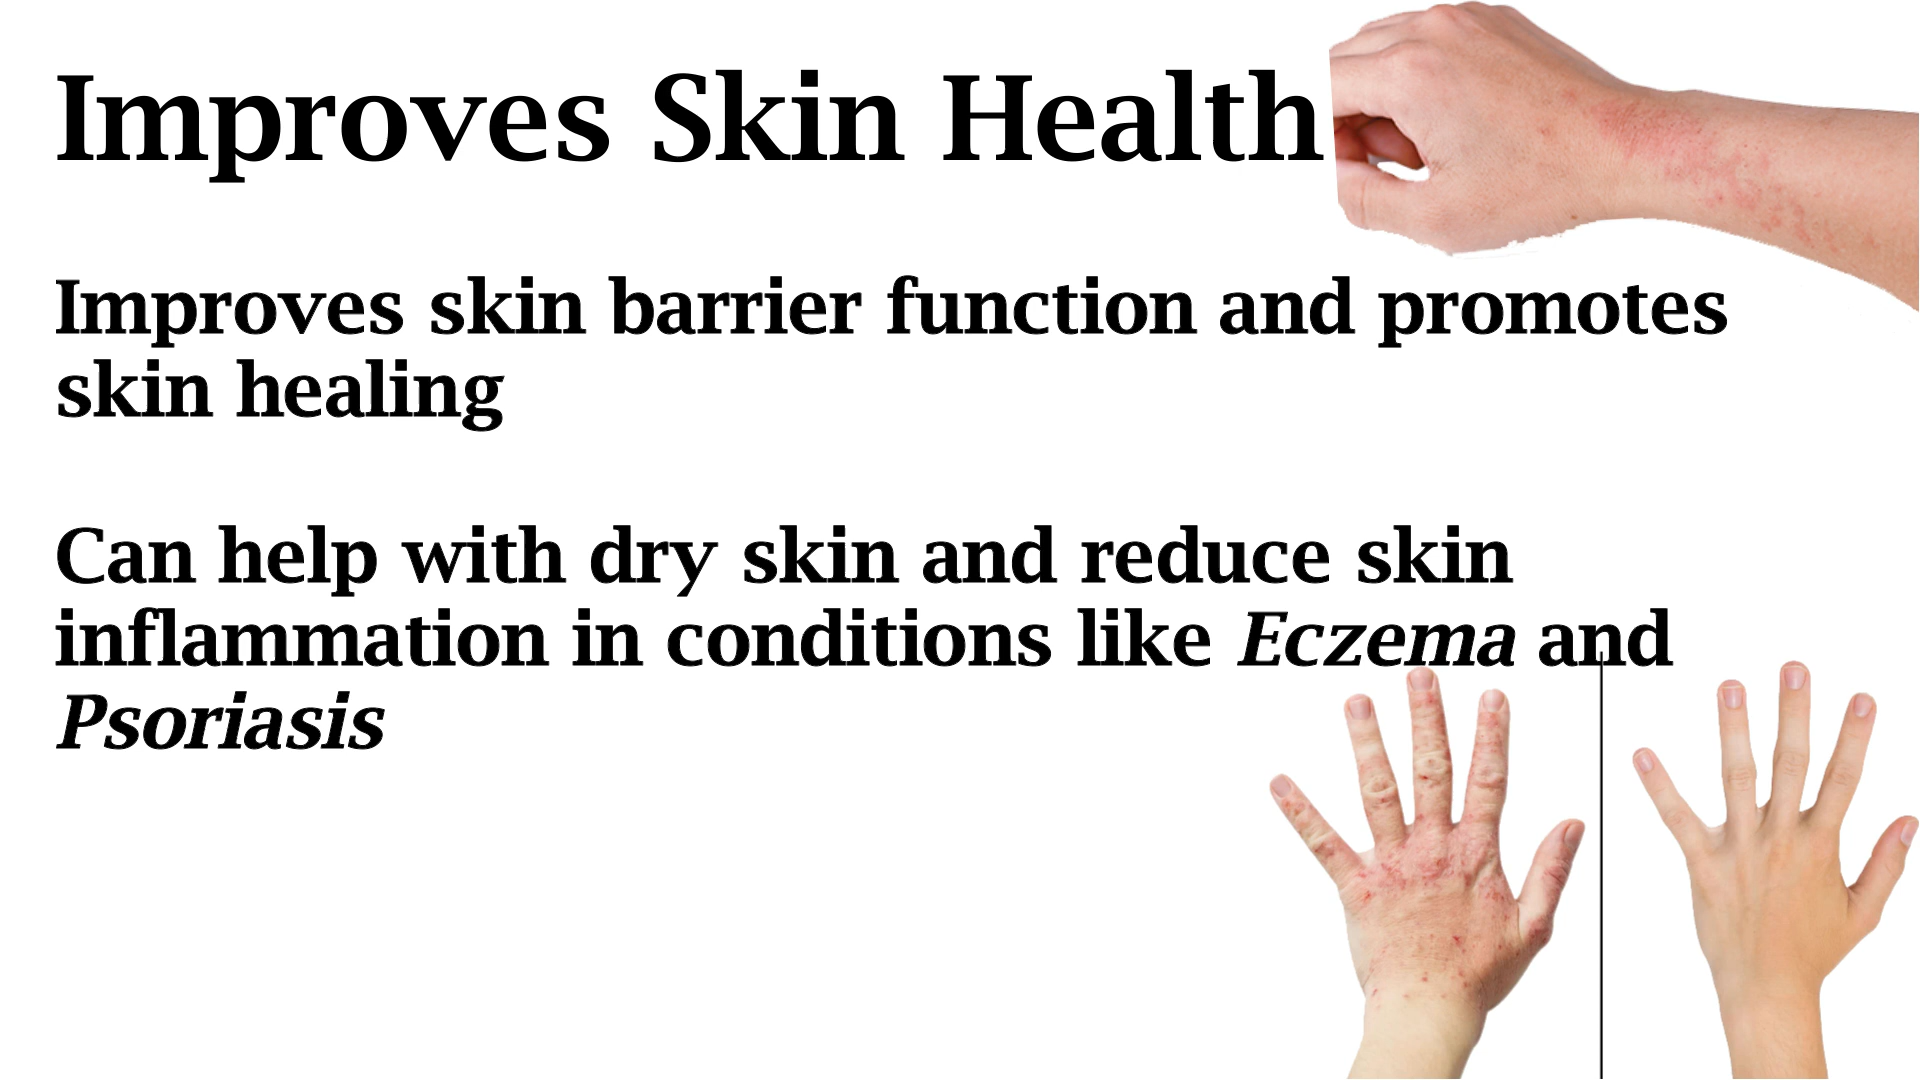 Improves Skin Health
Improves skin barrier function and promotes
skin healing
Can help with dry skin and reduce skin
inflammation in conditions like Eczema and
Psoriasis